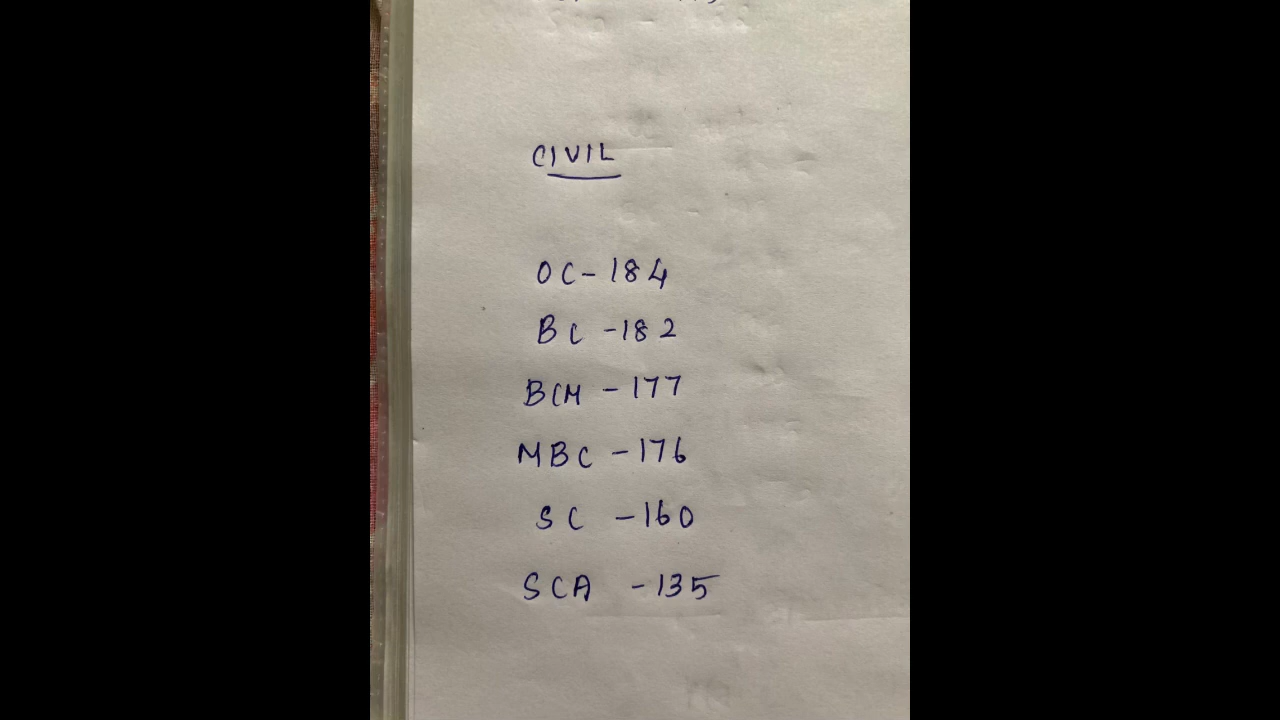 CIVIL
OC - 184
BC - 182
BCM - 177
MBC - 176
SC - 160
SCA - 135